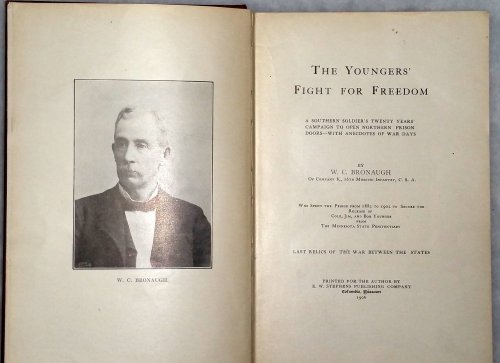 W. C. BRONAUGH
THE YOUNGERS'
FIGHT FOR FREEDOM
A SOUTHERN SOLDIER'S TWENTY YEARS'
CAMPAIGN TO OPEN NORTHERN PRISON
DOORS—WITH ANECDOTES OF WAR DAYS
BY
W. C. BRONAUGH
OF COMPANY K, 16TH MISSOURI INFANTRY, C. S. A.
WHO SPENT THE PERIOD FROM 1882 TO 1902 TO SECURE THE
RELEASE OF
COLE, JIM, AND BOB YOUNGER
FROM
THE MINNESOTA STATE PENITENTIARY
LAST RELICS OF THE WAR BETWEEN THE STATES
PRINTED FOR THE AUTHOR BY
E. W. STEPHENS PUBLISHING COMPANY
Columbia, Missouri
1906